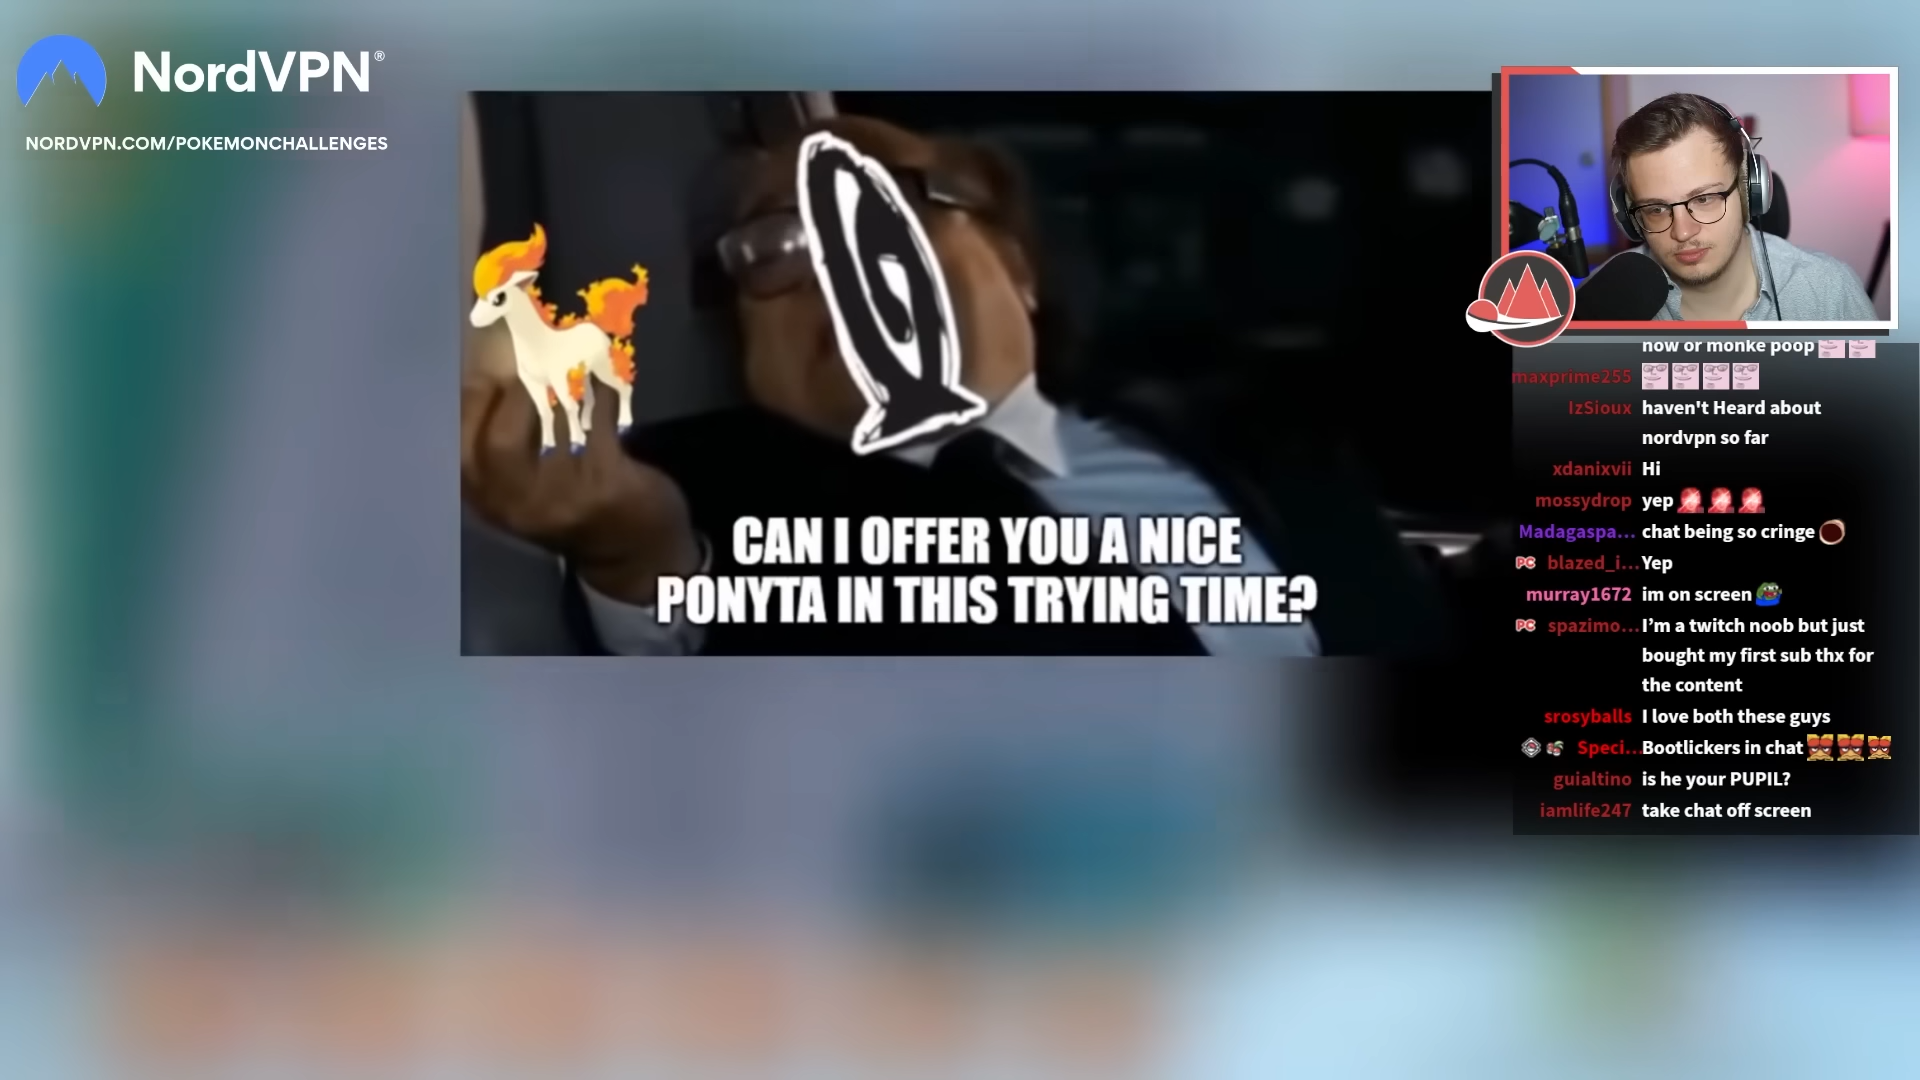 NordVPN®
NORDVPN.COM/POKEMONCHALLENGES
CAN I OFFER YOU A NICE
PONYTA IN THIS TRYING TIME?
now or monke poop
maxprime255
IzSioux haven't Heard about
nordvpn so far
xdanixvii Hi
mossydrop yep
Madagaspa... chat being so cringe
PC blazed_i... Yep
murray1672 im on screen
PC spazimo... I’m a twitch noob but just
bought my first sub thx for
the content
srosyballs I love both these guys
Speci... Bootlickers in chat
guialtino is he your PUPIL?
iamlife247 take chat off screen